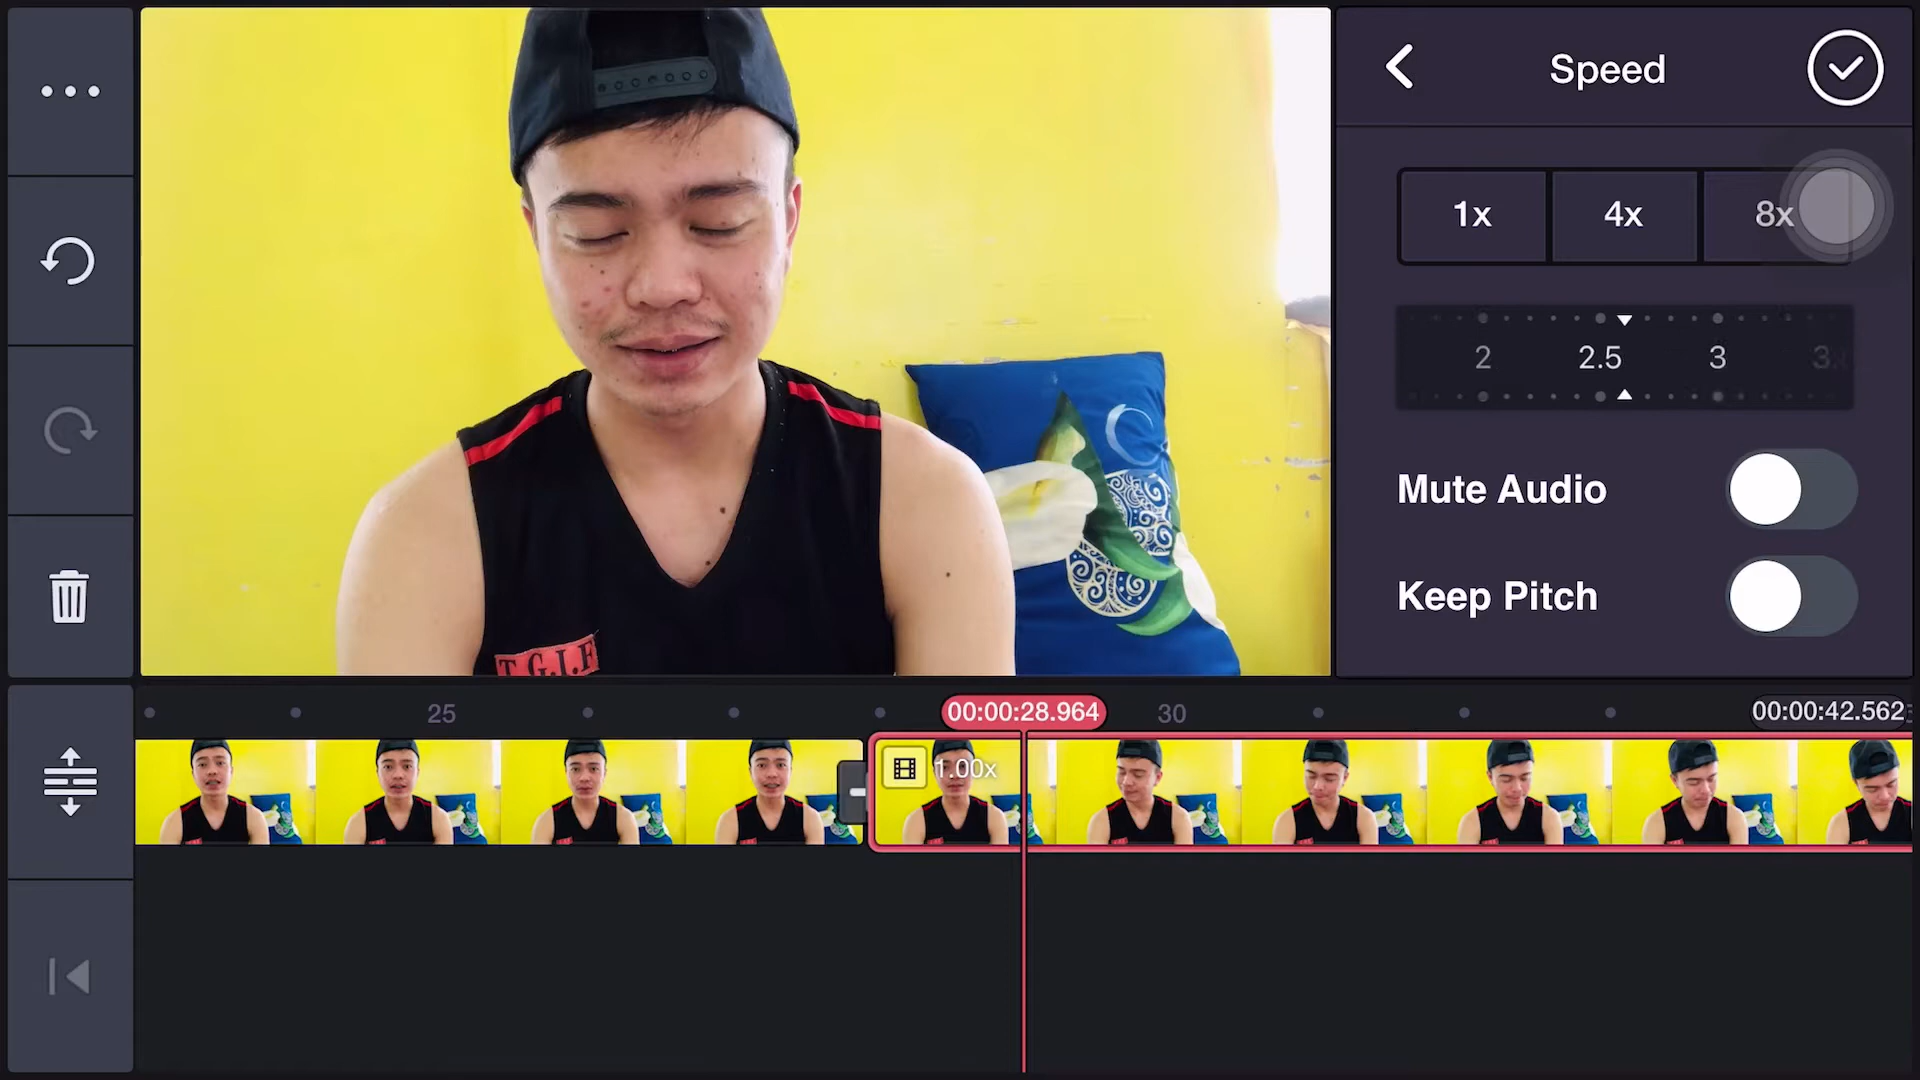 Speed
1x 4x 8x
2 2.5 3 3.
Mute Audio
Keep Pitch
T.G.I.F
25 00:00:28.964 30 00:00:42.562
1.00x